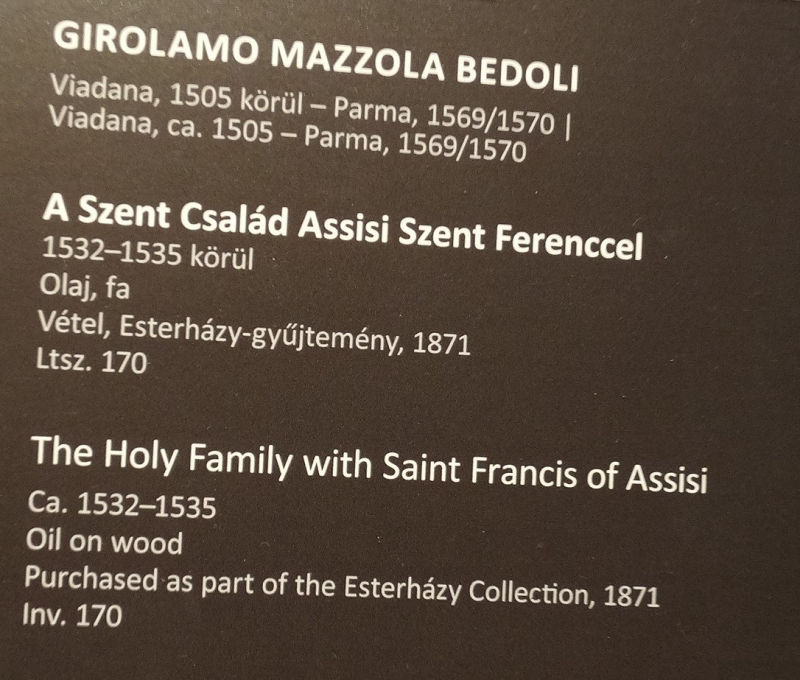 GIROLAMO MAZZOLA BEDOLI
Viadana, 1505 körül – Parma, 1569/1570 |
Viadana, ca. 1505 – Parma, 1569/1570
A Szent Család Assisi Szent Ferenccel
1532–1535 körül
Olaj, fa
Vétel, Esterházy-gyűjtemény, 1871
Ltsz. 170
The Holy Family with Saint Francis of Assisi
Ca. 1532–1535
Oil on wood
Purchased as part of the Esterházy Collection, 1871
Inv. 170